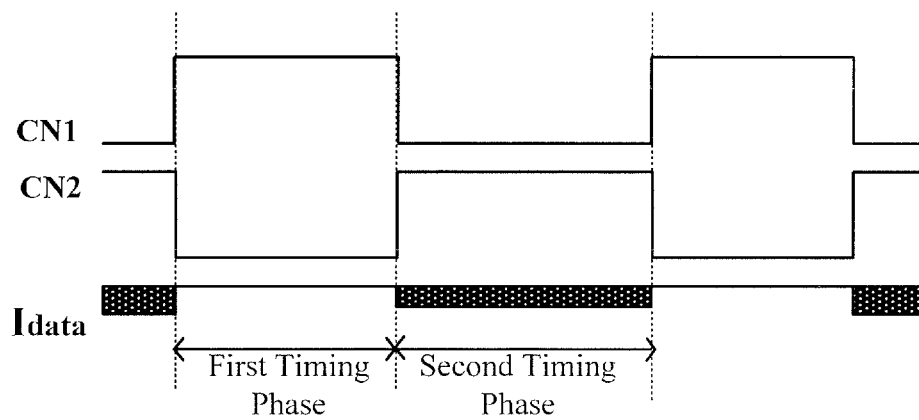 CN1
CN2
Idata
First Timing Phase
Second Timing Phase